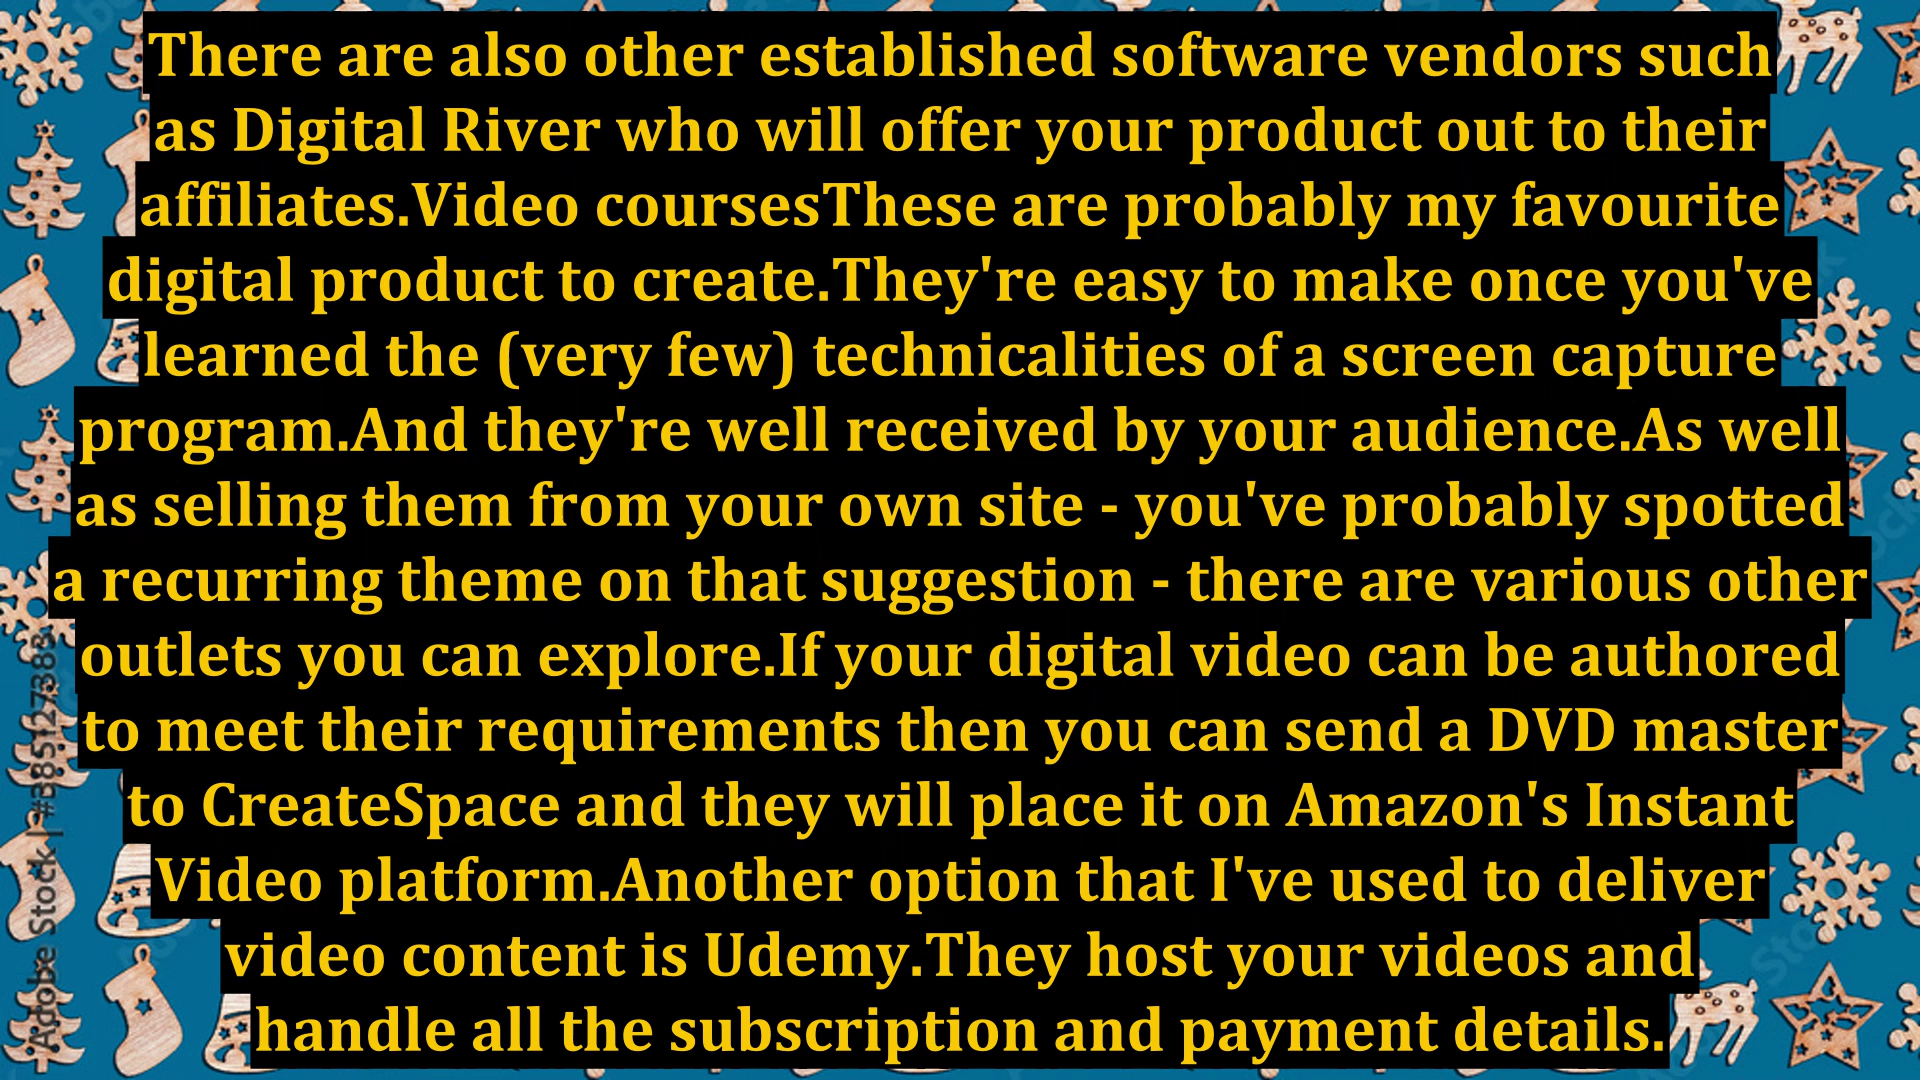 There are also other established software vendors such
as Digital River who will offer your product out to their
affiliates.Video coursesThese are probably my favourite
digital product to create.They're easy to make once you've
learned the (very few) technicalities of a screen capture
program.And they're well received by your audience.As well
as selling them from your own site - you've probably spotted
a recurring theme on that suggestion - there are various other
outlets you can explore.If your digital video can be authored
to meet their requirements then you can send a DVD master
to CreateSpace and they will place it on Amazon's Instant
Video platform.Another option that I've used to deliver
video content is Udemy.They host your videos and
handle all the subscription and payment details.
Adobe Stock | #385127383